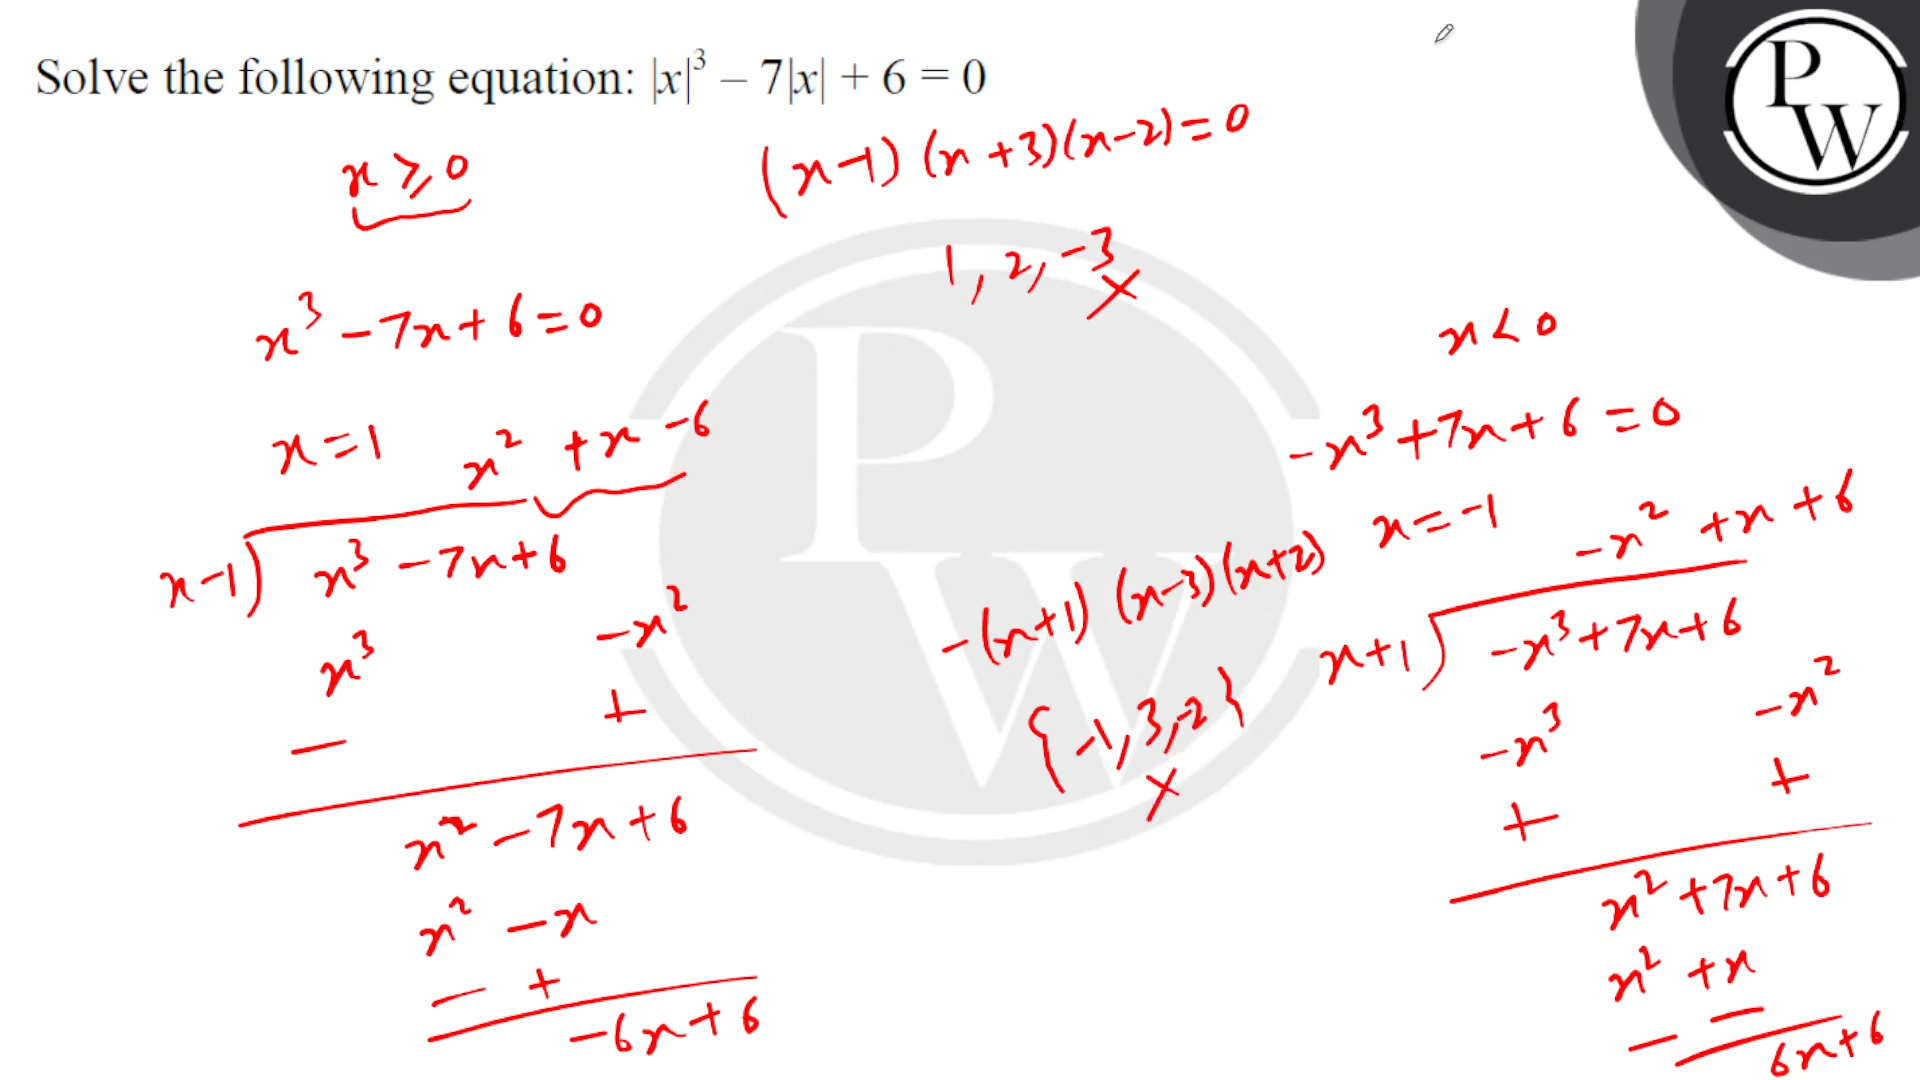 Solve the following equation: |x|³ – 7|x| + 6 = 0
x ≥ 0
x³ - 7x + 6 = 0
x = 1
x² + x - 6
x-1) x³ - 7x + 6
x³ - x²
- +
x² - 7x + 6
x² - x
- +
-6x + 6
(x-1) (x+3)(x-2) = 0
1, 2, -3
×
x < 0
-x³ + 7x + 6 = 0
x = -1
-x² + x + 6
x+1) -x³ + 7x + 6
-x³ - x²
+ +
x² + 7x + 6
x² + x
- -
6x + 6
-(x+1) (x-3)(x+2)
{-1, 3, -2}
×
PW
PW